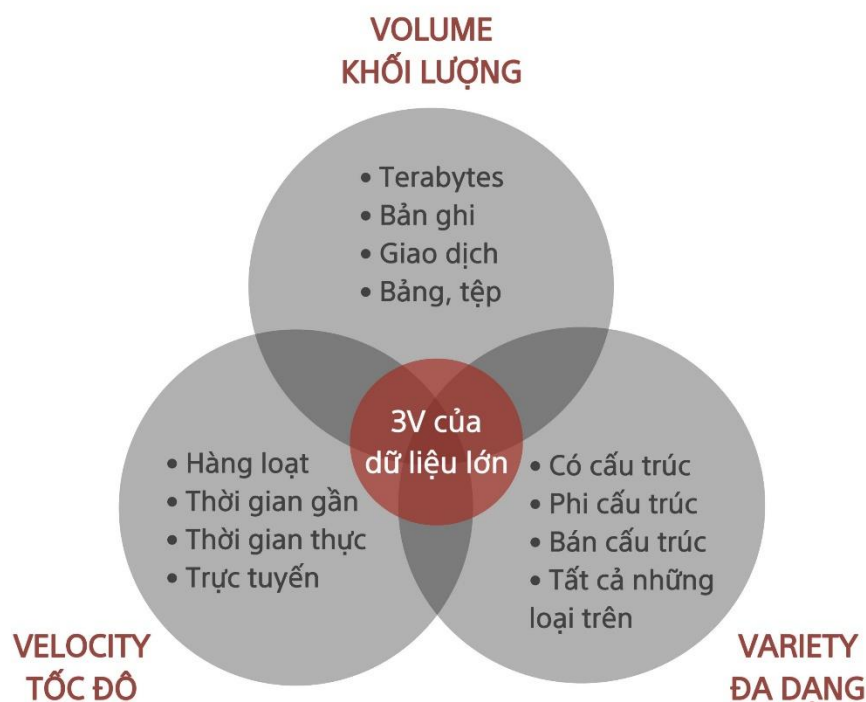 VOLUME
KHỐI LƯỢNG
• Terabytes
• Bản ghi
• Giao dịch
• Bảng, tệp
3V của
dữ liệu lớn
• Hàng loạt
• Thời gian gần
• Thời gian thực
• Trực tuyến
• Có cấu trúc
• Phi cấu trúc
• Bán cấu trúc
• Tất cả những
loại trên
VELOCITY
TỐC ĐÔ
VARIETY
ĐA DẠNG